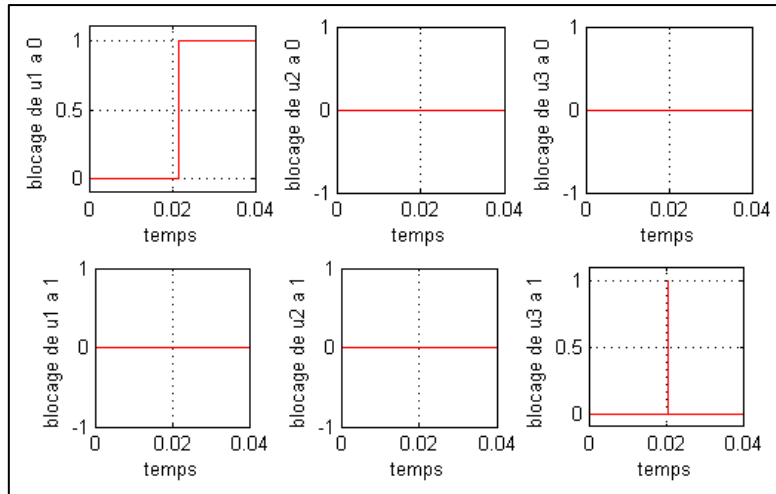 blocage de u1 a 0
1
0.5
0
0 0.02 0.04
temps
blocage de u2 a 0
1
0
-1
0 0.02 0.04
temps
blocage de u3 a 0
1
0
-1
0 0.02 0.04
temps
blocage de u1 a 1
1
0
-1
0 0.02 0.04
temps
blocage de u2 a 1
1
0
-1
0 0.02 0.04
temps
blocage de u3 a 1
1
0.5
0
0 0.02 0.04
temps